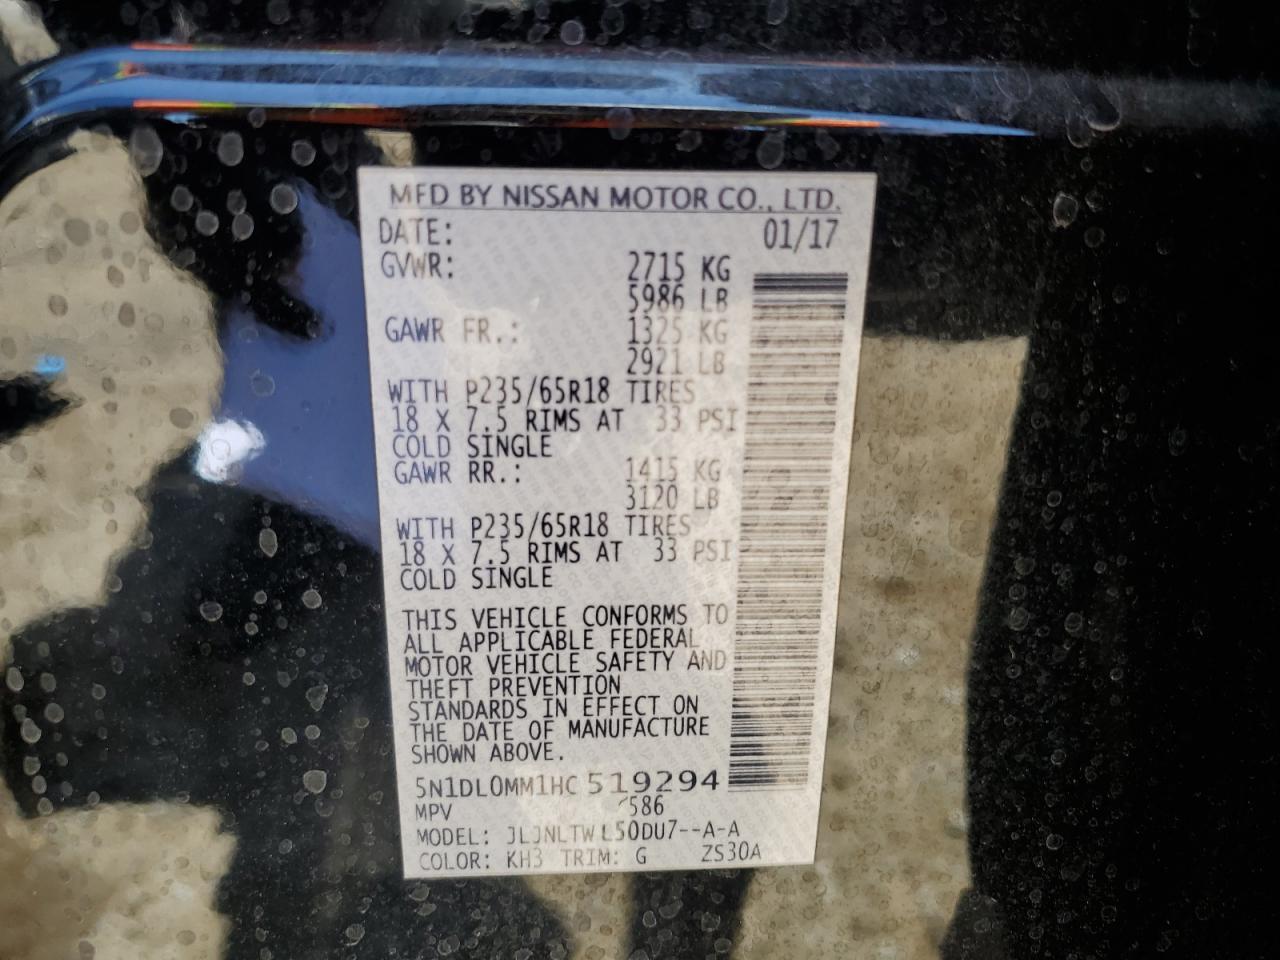 MFD BY NISSAN MOTOR CO., LTD.
DATE: 01/17
GVWR: 2715 KG
5986 LB
GAWR FR.: 1325 KG
2921 LB
WITH P235/65R18 TIRES
18 X 7.5 RIMS AT 33 PSI
COLD SINGLE
GAWR RR.: 1415 KG
3120 LB
WITH P235/65R18 TIRES
18 X 7.5 RIMS AT 33 PSI
COLD SINGLE
THIS VEHICLE CONFORMS TO
ALL APPLICABLE FEDERAL
MOTOR VEHICLE SAFETY AND
THEFT PREVENTION
STANDARDS IN EFFECT ON
THE DATE OF MANUFACTURE
SHOWN ABOVE.
5N1DL0MM1HC519294
MPV
MODEL: JLJNLTWL50DU7--A-A
COLOR: KH3 TRIM: G ZS30A